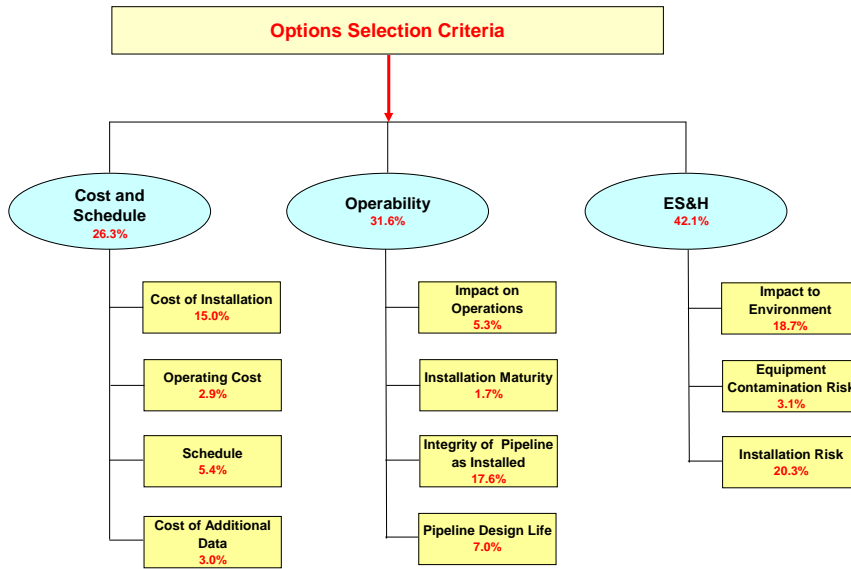 Options Selection Criteria
Cost and
Schedule
26.3%
Operability
31.6%
ES&H
42.1%
Cost of Installation
15.0%
Operating Cost
2.9%
Schedule
5.4%
Cost of Additional
Data
3.0%
Impact on
Operations
5.3%
Installation Maturity
1.7%
Integrity of Pipeline
as Installed
17.6%
Pipeline Design Life
7.0%
Impact to
Environment
18.7%
Equipment
Contamination Risk
3.1%
Installation Risk
20.3%